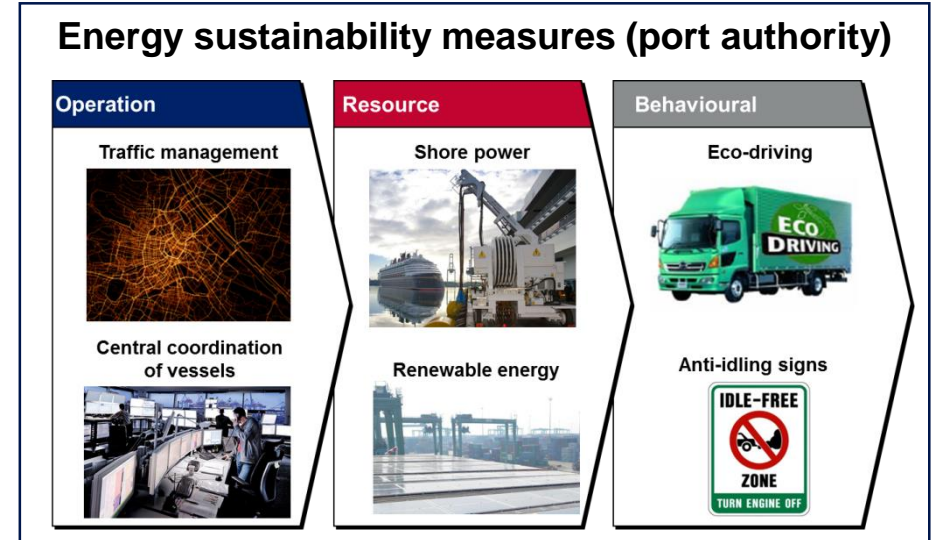 Energy sustainability measures (port authority)
Operation
Traffic management
Central coordination
of vessels
Resource
Shore power
Renewable energy
Behavioural
Eco-driving
ECO
DRIVING
Anti-idling signs
IDLE-FREE
ZONE
TURN ENGINE OFF